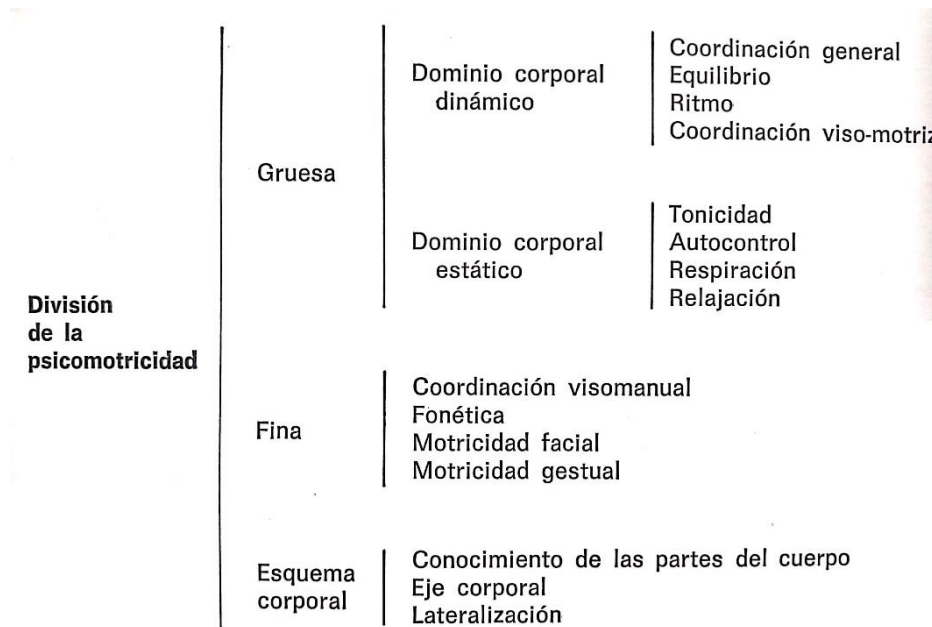 División
de la
psicomotricidad
Gruesa
Dominio corporal
dinámico
Coordinación general
Equilibrio
Ritmo
Coordinación viso-motriz
Dominio corporal
estático
Tonicidad
Autocontrol
Respiración
Relajación
Fina
Coordinación visomanual
Fonética
Motricidad facial
Motricidad gestual
Esquema
corporal
Conocimiento de las partes del cuerpo
Eje corporal
Lateralización